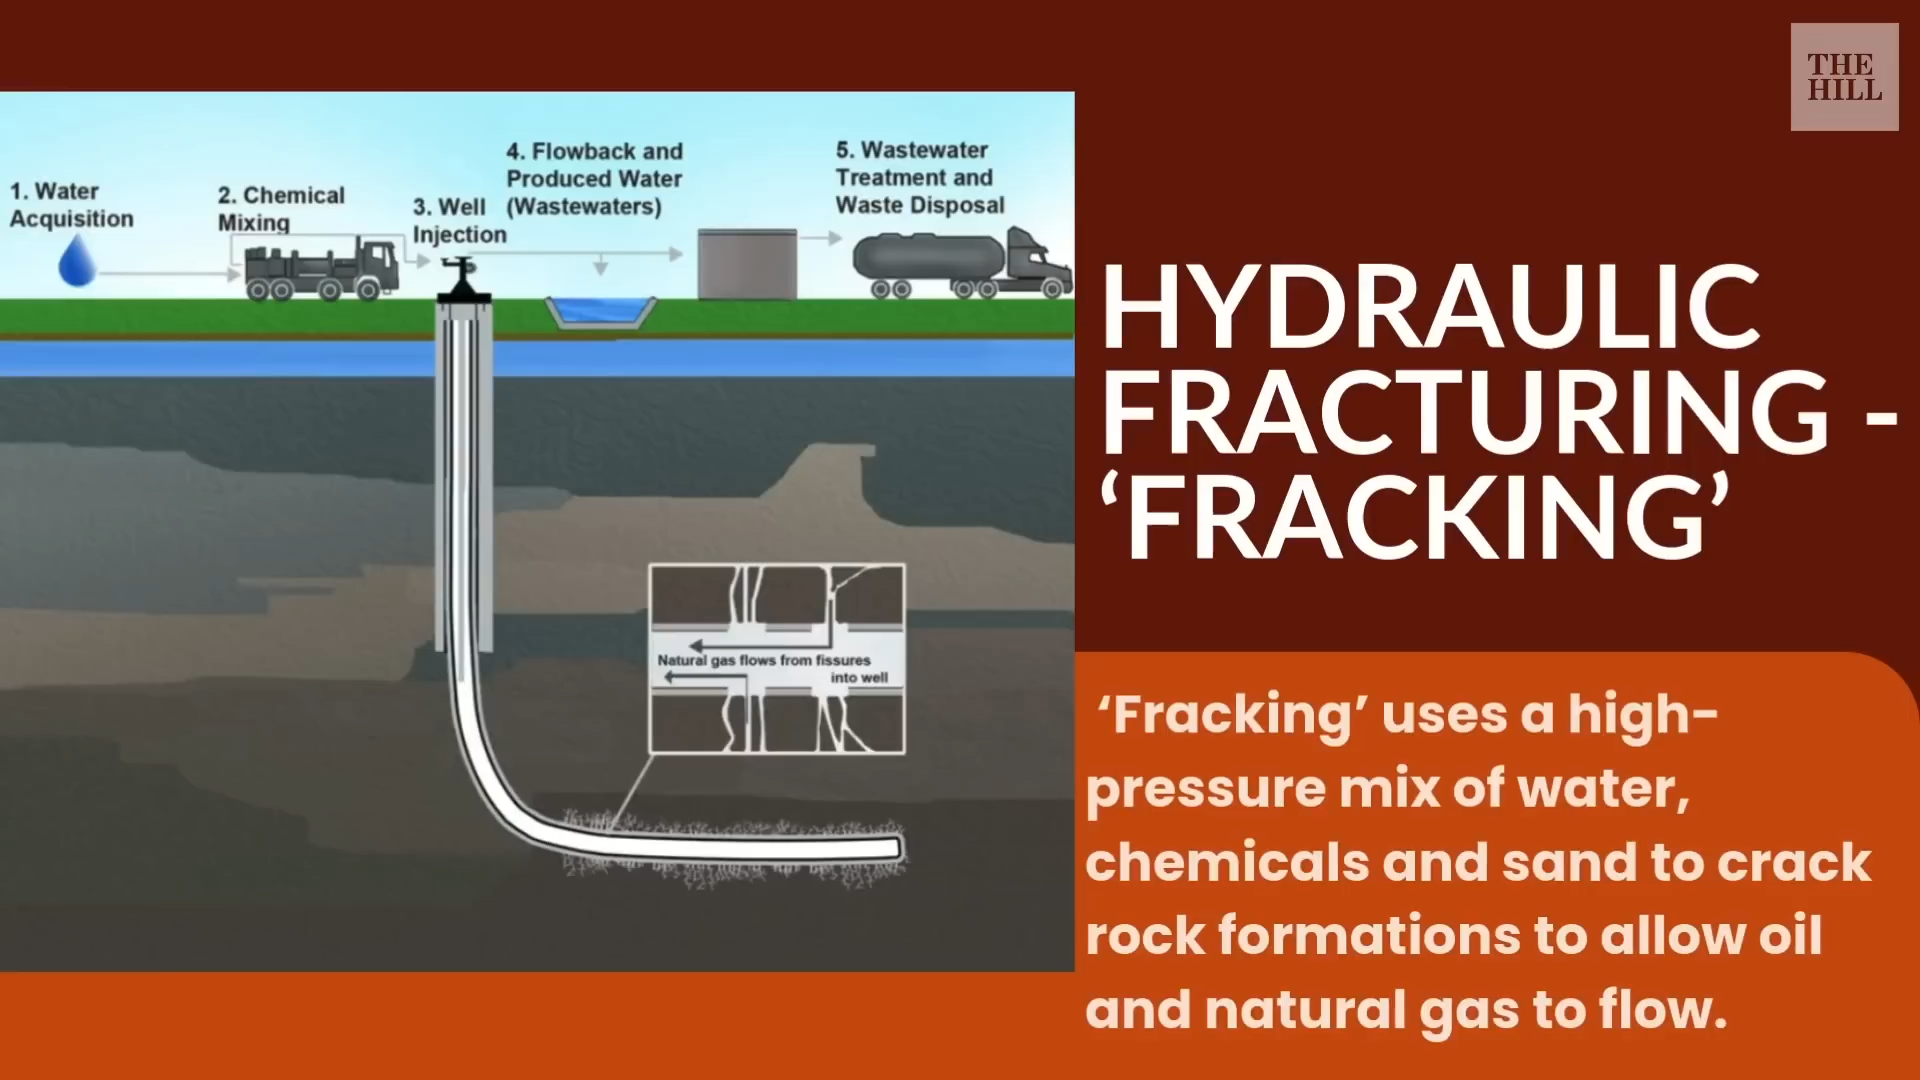 THE
HILL
1. Water
Acquisition
2. Chemical
Mixing
3. Well
Injection
4. Flowback and
Produced Water
(Wastewaters)
5. Wastewater
Treatment and
Waste Disposal
Natural gas flows from fissures
into well
HYDRAULIC
FRACTURING -
‘FRACKING’
‘Fracking’ uses a high-
pressure mix of water,
chemicals and sand to crack
rock formations to allow oil
and natural gas to flow.